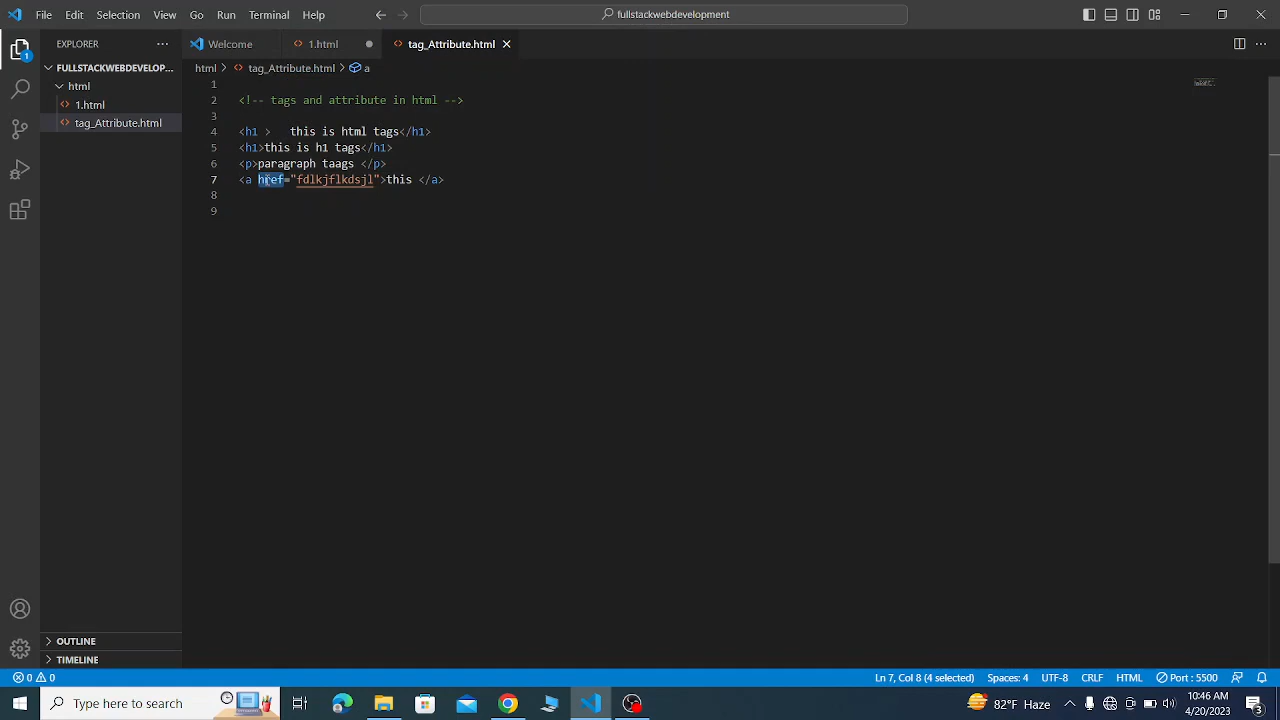 File Edit Selection View Go Run Terminal Help
fullstackwebdevelopment
EXPLORER
Welcome
1.html
tag_Attribute.html
FULLSTACKWEBDEVELOP...
html
1.html
tag_Attribute.html
html > tag_Attribute.html > a
1
2 <!-- tags and attribute in html -->
3
4 <h1 >   this is html tags</h1>
5 <h1>this is h1 tags</h1>
6 <p>paragraph taags </p>
7 <a href="fdlkjflkdsjl">this </a>
8
9
1
OUTLINE
TIMELINE
0 0
Ln 7, Col 8 (4 selected) Spaces: 4 UTF-8 CRLF HTML Port : 5500
Type here to search
82°F Haze
10:46 AM
4/20/2023
3